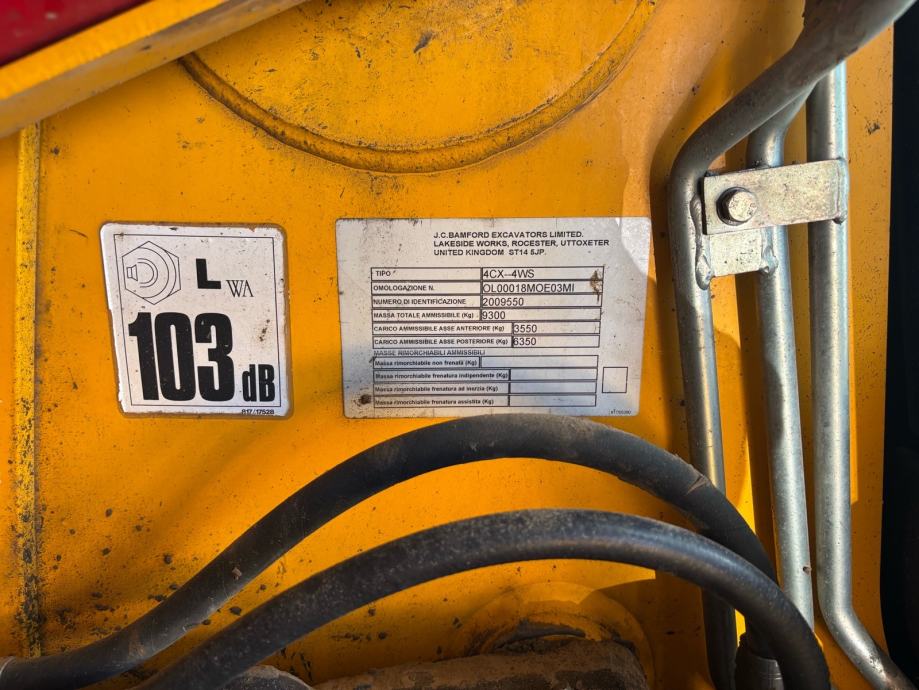 L WA
103 dB
817/17528
J.C.BAMFORD EXCAVATORS LIMITED.
LAKESIDE WORKS, ROCESTER, UTTOXETER
UNITED KINGDOM ST14 5JP.
TIPO 4CX--4WS
OMOLOGAZIONE N. OL00018MOE03MI
NUMERO DI IDENTIFICAZIONE 2009550
MASSA TOTALE AMMISSIBILE (Kg) 9300
CARICO AMMISSIBILE ASSE ANTERIORE (Kg) 3550
CARICO AMMISSIBILE ASSE POSTERIORE (Kg) 6350
MASSE RIMORCHIABILI AMMISSIBILI
Massa rimorchiabile non frenata (Kg)
Massa rimorchiabile frenatura indipendente (Kg)
Massa rimorchiabile frenatura ad inerzia (Kg)
Massa rimorchiabile frenatura assistita (Kg)